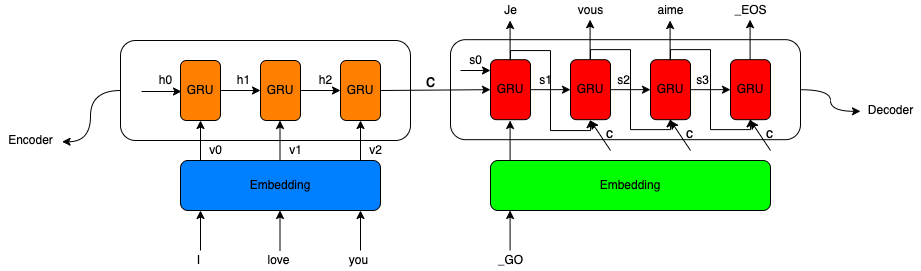 Je vous aime _EOS
s0
h0 h1 h2 C s1 s2 s3
GRU GRU GRU GRU GRU GRU GRU
Decoder
Encoder
c c c
v0 v1 v2
Embedding Embedding
I love you _GO